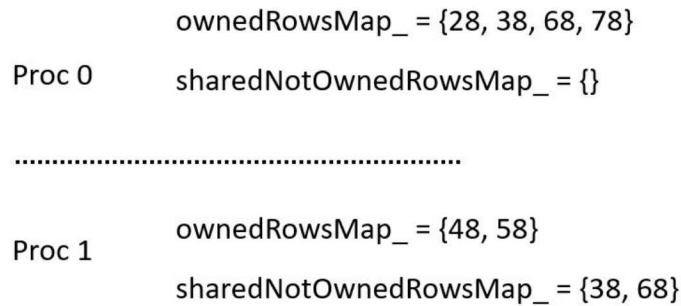 ownedRowsMap_ = {28, 38, 68, 78}
Proc 0
sharedNotOwnedRowsMap_ = {}
ownedRowsMap_ = {48, 58}
Proc 1
sharedNotOwnedRowsMap_ = {38, 68}